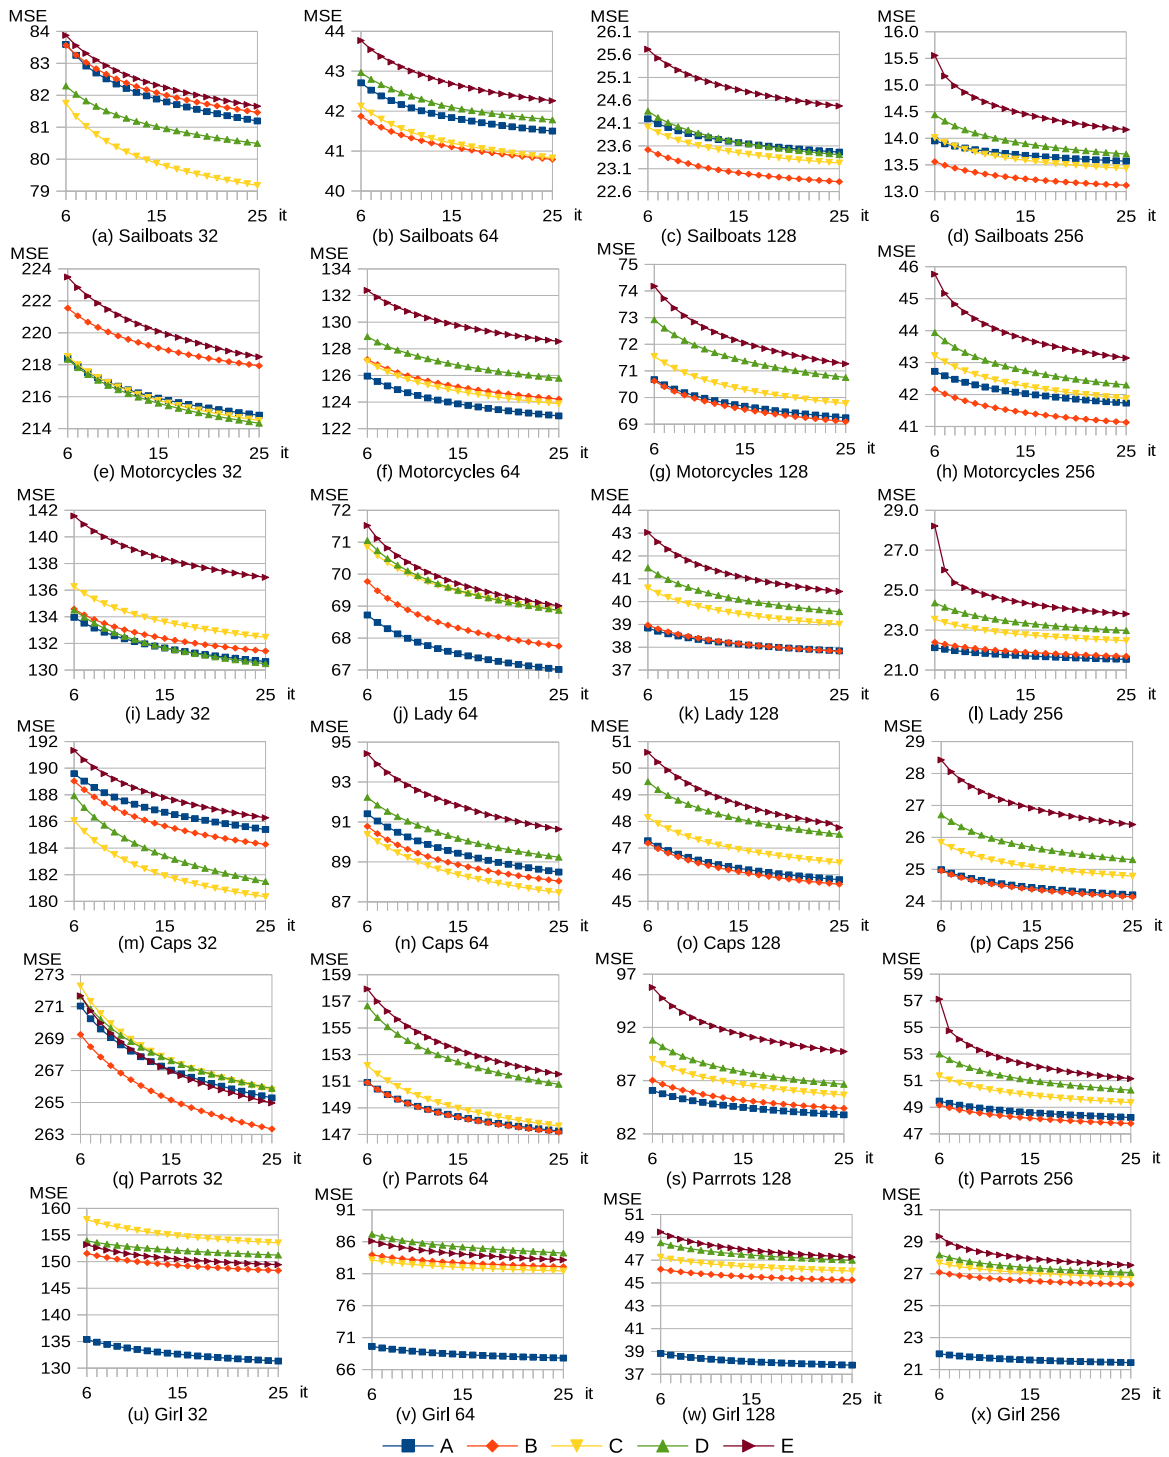 MSE MSE MSE MSE
84 44 26.1 16.0
83 43 25.6 15.5
82 42 25.1 15.0
81 41 24.6 14.5
80 40 24.1 14.0
79 23.6 13.5
23.1 13.0
22.6
6 15 25 it 6 15 25 it 6 15 25 it 6 15 25 it
(a) Sailboats 32 (b) Sailboats 64 (c) Sailboats 128 (d) Sailboats 256
MSE MSE MSE MSE
224 134 75 46
222 132 74 45
220 130 73 44
218 128 72 43
216 126 71 42
214 124 70 41
122 69
6 15 25 it 6 15 25 it 6 15 25 it 6 15 25 it
(e) Motorcycles 32 (f) Motorcycles 64 (g) Motorcycles 128 (h) Motorcycles 256
MSE MSE MSE MSE
142 72 44 29.0
140 71 43 27.0
138 70 42 25.0
136 69 41 23.0
134 68 40 21.0
132 67 39
130 38
37
6 15 25 it 6 15 25 it 6 15 25 it 6 15 25 it
(i) Lady 32 (j) Lady 64 (k) Lady 128 (l) Lady 256
MSE MSE MSE MSE
192 95 51 29
190 93 50 28
188 91 49 27
186 89 48 26
184 87 47 25
182 46 24
180 45
6 15 25 it 6 15 25 it 6 15 25 it 6 15 25 it
(m) Caps 32 (n) Caps 64 (o) Caps 128 (p) Caps 256
MSE MSE MSE MSE
273 159 97 59
271 157 92 57
269 155 87 55
267 153 82 53
265 151 51
263 149 49
147 47
6 15 25 it 6 15 25 it 6 15 25 it 6 15 25 it
(q) Parrots 32 (r) Parrots 64 (s) Parrrots 128 (t) Parrots 256
MSE MSE MSE MSE
160 91 51 31
155 86 49 29
150 81 47 27
145 76 45 25
140 71 43 23
135 66 41 21
130 39
37
6 15 25 it 6 15 25 it 6 15 25 it 6 15 25 it
(u) Girl 32 (v) Girl 64 (w) Girl 128 (x) Girl 256
A B C D E